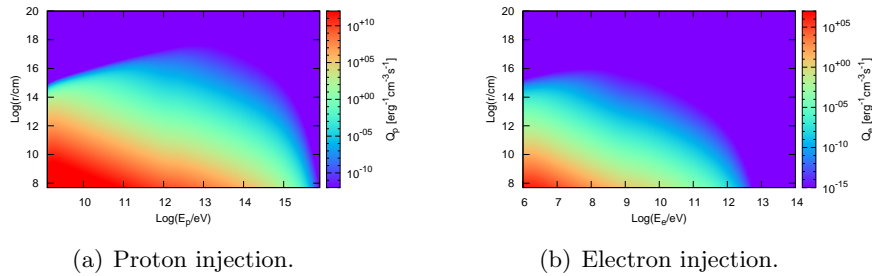 20
18
16
14
12
10
8
Log(r/cm)
10 11 12 13 14 15
Log(E_p/eV)
10^{+10}
10^{+05}
10^{+00}
10^{-05}
10^{-10}
Q_p [erg^{-1}cm^{-3}s^{-1}]
(a) Proton injection.
20
18
16
14
12
10
8
Log(r/cm)
6 7 8 9 10 11 12 13 14
Log(E_e/eV)
10^{+05}
10^{+00}
10^{-05}
10^{-10}
10^{-15}
Q_e [erg^{-1}cm^{-3}s^{-1}]
(b) Electron injection.